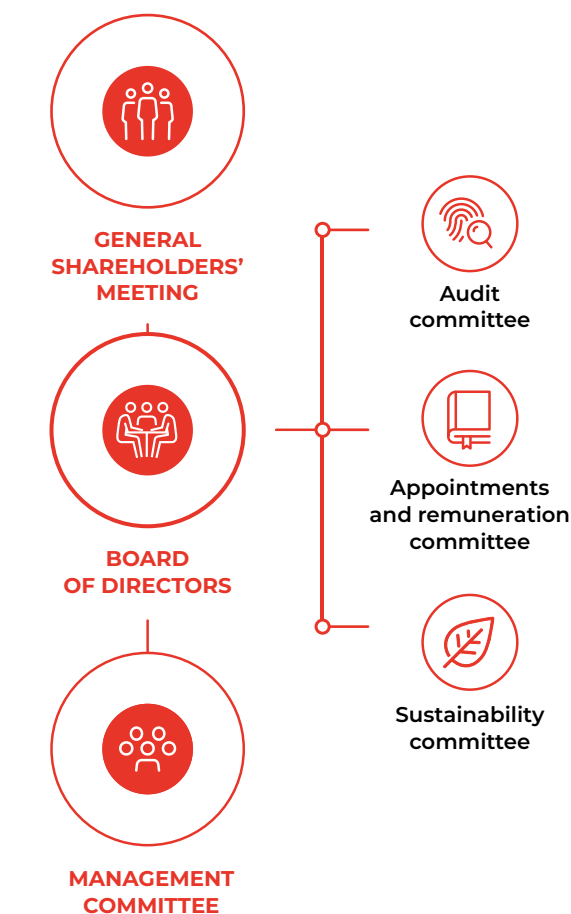 GENERAL
SHAREHOLDERS’
MEETING
BOARD
OF DIRECTORS
MANAGEMENT
COMMITTEE
Audit
committee
Appointments
and remuneration
committee
Sustainability
committee